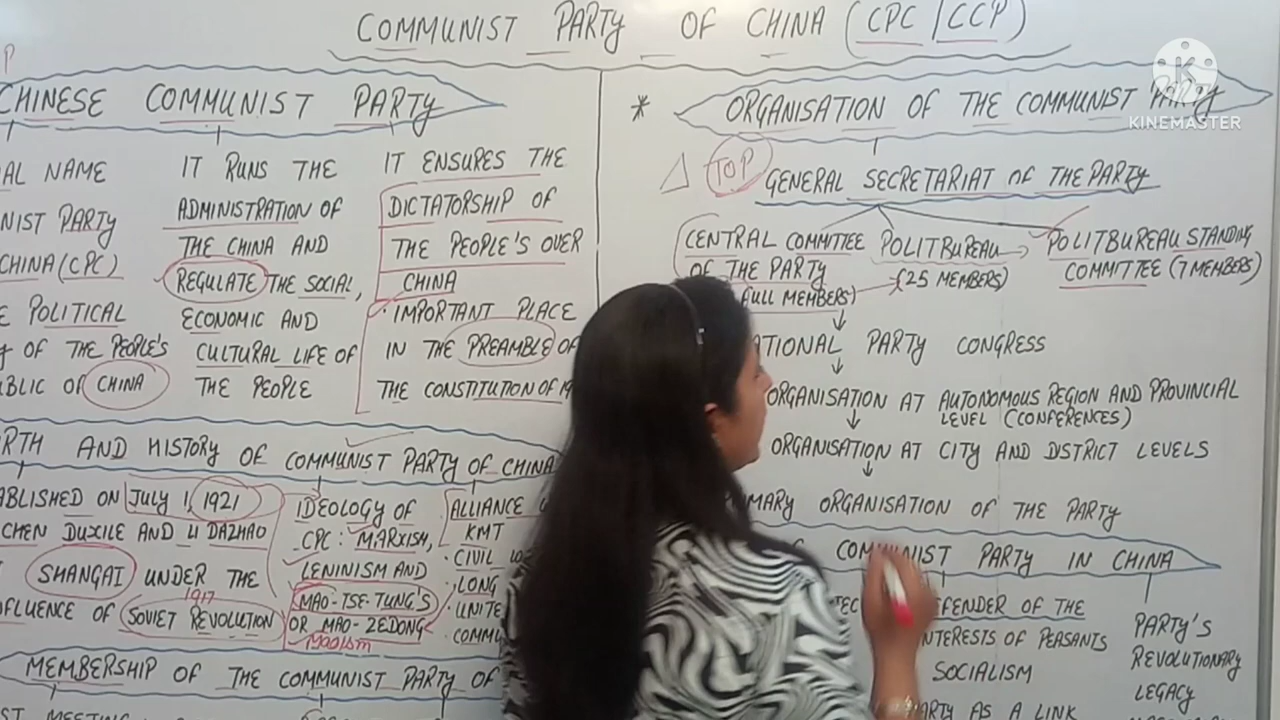 COMMUNIST PARTY OF CHINA (CPC/CCP)
P
CHINESE COMMUNIST PARTY
AL NAME
NIST PARTY
CHINA (CPC)
E POLITICAL
OF THE PEOPLE'S
BLIC OF CHINA
IT RUNS THE
ADMINISTRATION OF
THE CHINA AND
REGULATE THE SOCIAL,
ECONOMIC AND
CULTURAL LIFE OF
THE PEOPLE
IT ENSURES THE
DICTATORSHIP OF
THE PEOPLE'S OVER
CHINA
· IMPORTANT PLACE
IN THE PREAMBLE OF
THE CONSTITUTION OF
RTH AND HISTORY OF COMMUNIST PARTY OF CHINA
ABLISHED ON JULY 1, 1921
CHEN DUXILE AND LI DAZHAO
SHANGAI UNDER THE
1917
FLUENCE OF SOVIET REVOLUTION
IDEOLOGY OF
CPC: MARXISM,
LENINISM AND
MAO-TSE-TUNG'S
OR MAO-ZEDONG
Maoism
ALLIANCE
KMT
· CIVIL
· LONG
· UNITE
· COMMU
MEMBERSHIP OF THE COMMUNIST PARTY OF
ST MEETING
* ORGANISATION OF THE COMMUNIST PARTY
KINEMASTER
TOP GENERAL SECRETARIAT OF THE PARTY
CENTRAL COMMITTEE
OF THE PARTY
FULL MEMBERS)
POLITBUREAU
(25 MEMBERS)
POLITBUREAU STANDING
COMMITTEE (7 MEMBERS)
ATIONAL PARTY CONGRESS
ORGANISATION AT AUTONOMOUS REGION AND PROVINCIAL
LEVEL (CONFERENCES)
ORGANISATION AT CITY AND DISTRICT LEVELS
MARY ORGANISATION OF THE PARTY
COMMUNIST PARTY IN CHINA
TEC
FENDER OF THE
NTERESTS OF PEASANTS
SOCIALISM
ARTY AS A LINK
PARTY'S
REVOLUTIONARY
LEGACY